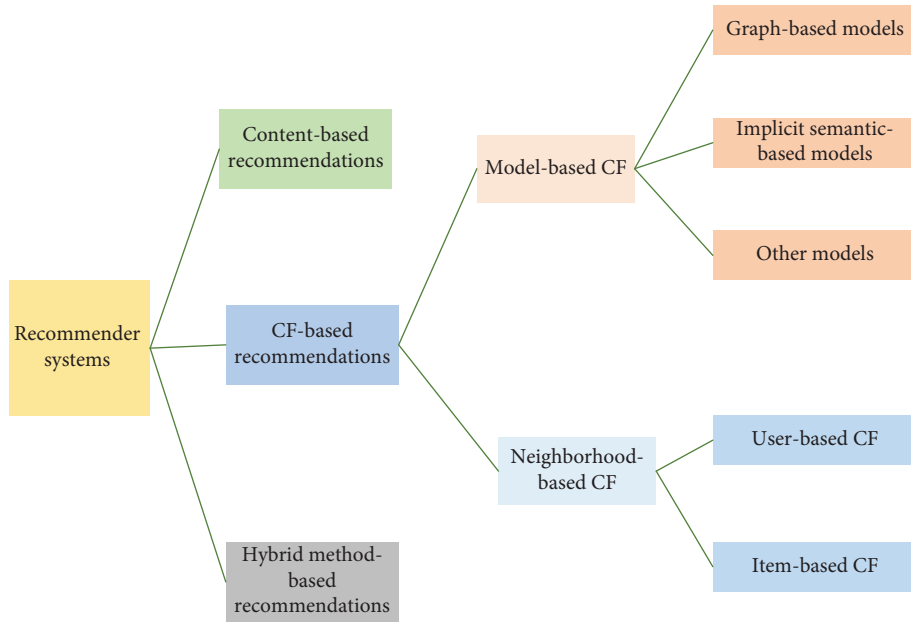 Recommender
systems
Content-based
recommendations
CF-based
recommendations
Hybrid method-
based
recommendations
Model-based CF
Neighborhood-
based CF
Graph-based models
Implicit semantic-
based models
Other models
User-based CF
Item-based CF